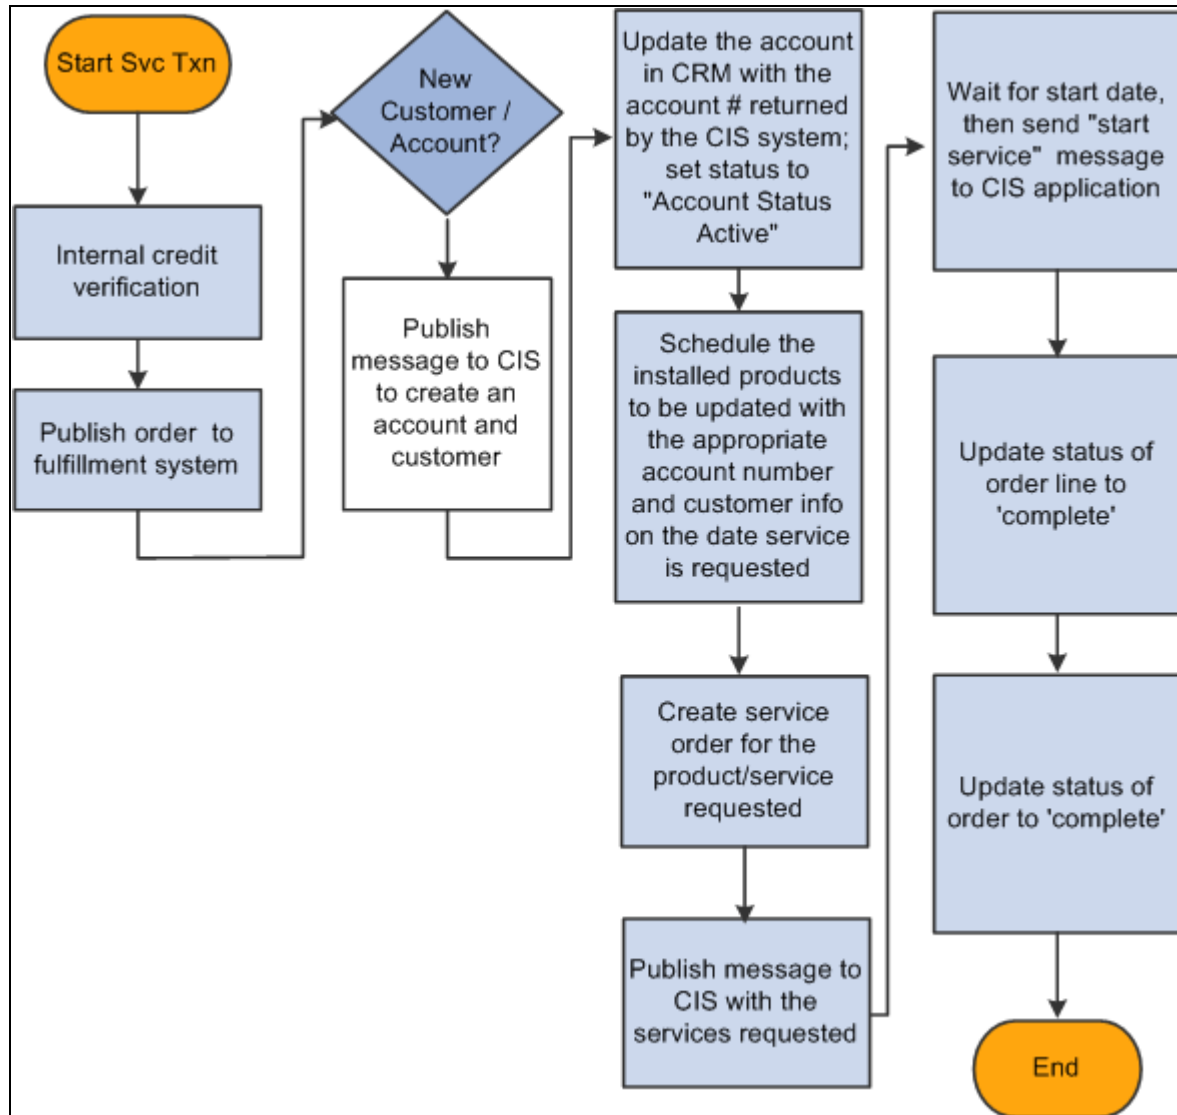 Start Svc Txn
Internal credit
verification
Publish order to
fulfillment system
New
Customer /
Account?
Publish
message to CIS
to create an
account and
customer
Update the account
in CRM with the
account # returned
by the CIS system;
set status to
"Account Status
Active"
Schedule the
installed products
to be updated with
the appropriate
account number
and customer info
on the date service
is requested
Create service
order for the
product/service
requested
Publish message to
CIS with the
services requested
Wait for start date,
then send "start
service" message
to CIS application
Update status of
order line to
'complete'
Update status of
order to 'complete'
End